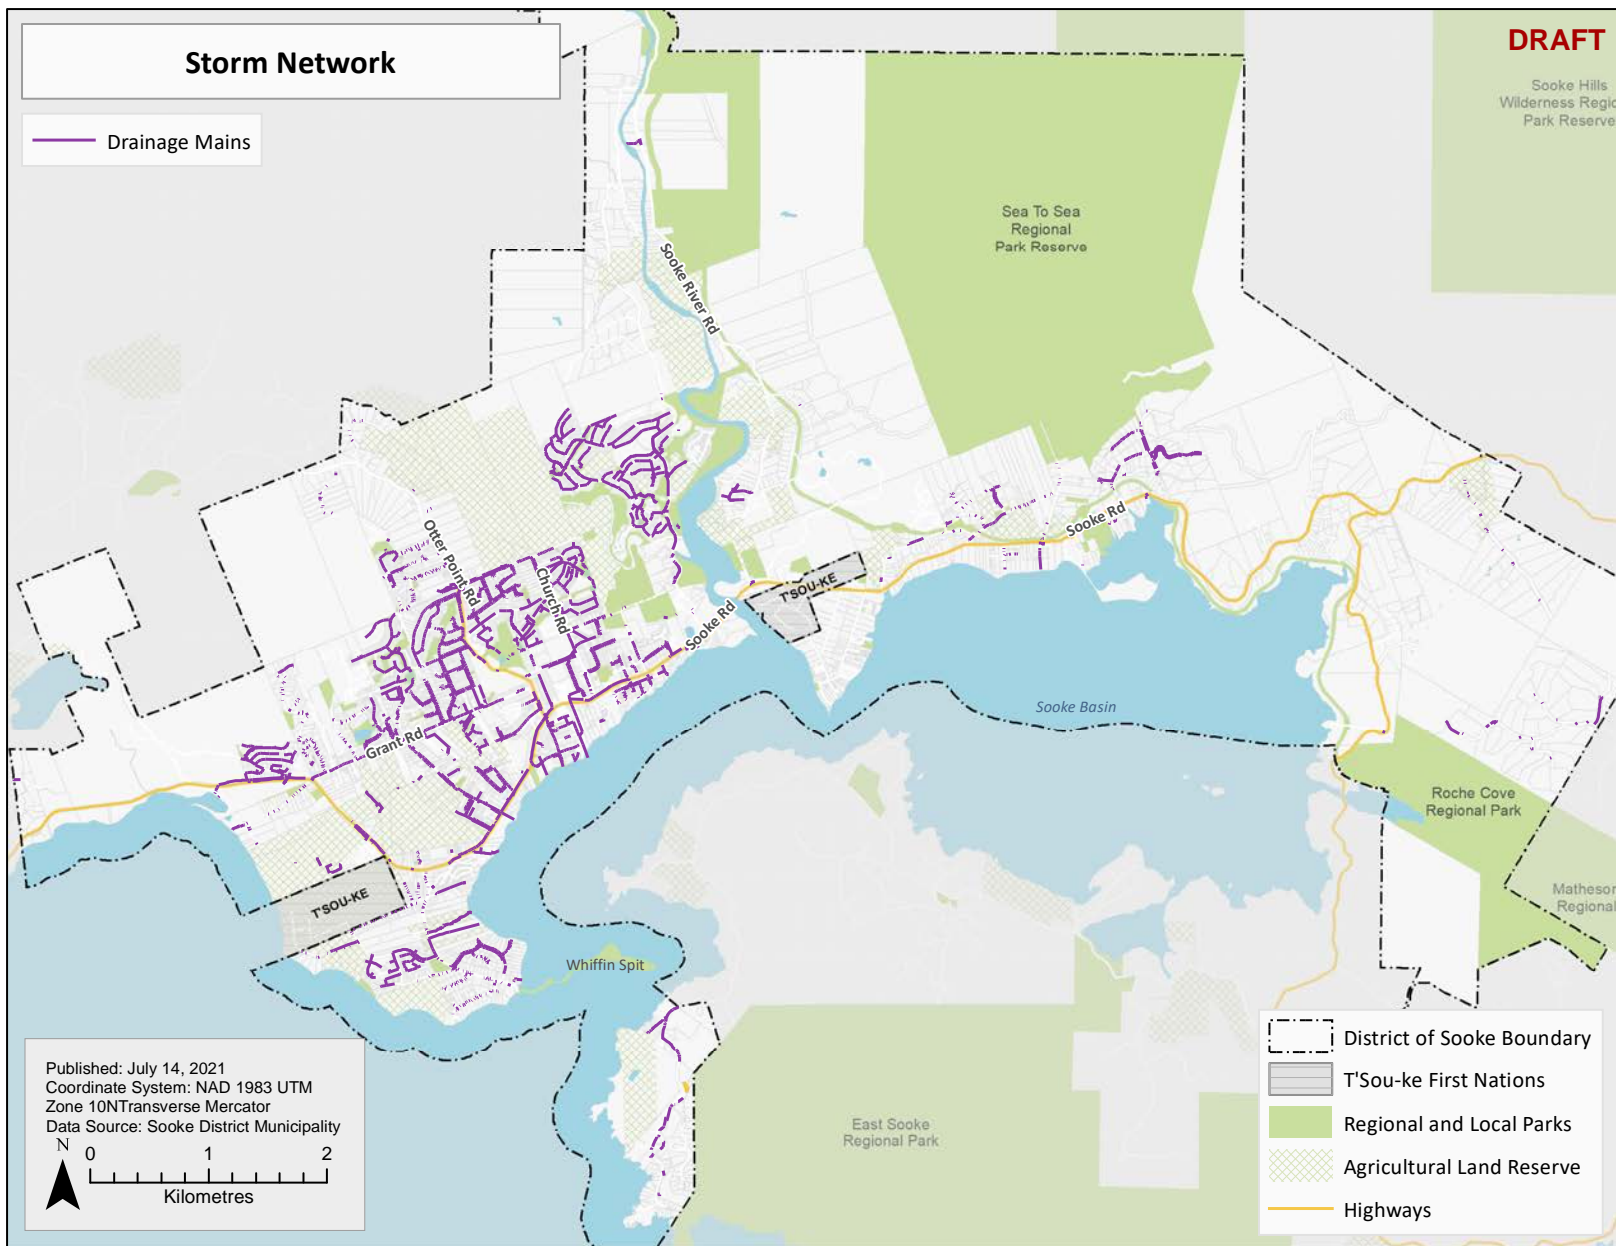 Storm Network
DRAFT
Drainage Mains
Sooke Hills
Wilderness Regio
Park Reserve
Sea To Sea
Regional
Park Reserve
Sooke River Rd
Otter Point Rd
Church Rd
Sooke Rd
Sooke Rd
T'SOU-KE
Grant Rd
Sooke Basin
Roche Cove
Regional Park
Matheson
Regional
T'SOU-KE
Whiffin Spit
East Sooke
Regional Park
Published: July 14, 2021
Coordinate System: NAD 1983 UTM
Zone 10NTransverse Mercator
Data Source: Sooke District Municipality
N
0 1 2
Kilometres
District of Sooke Boundary
T'Sou-ke First Nations
Regional and Local Parks
Agricultural Land Reserve
Highways